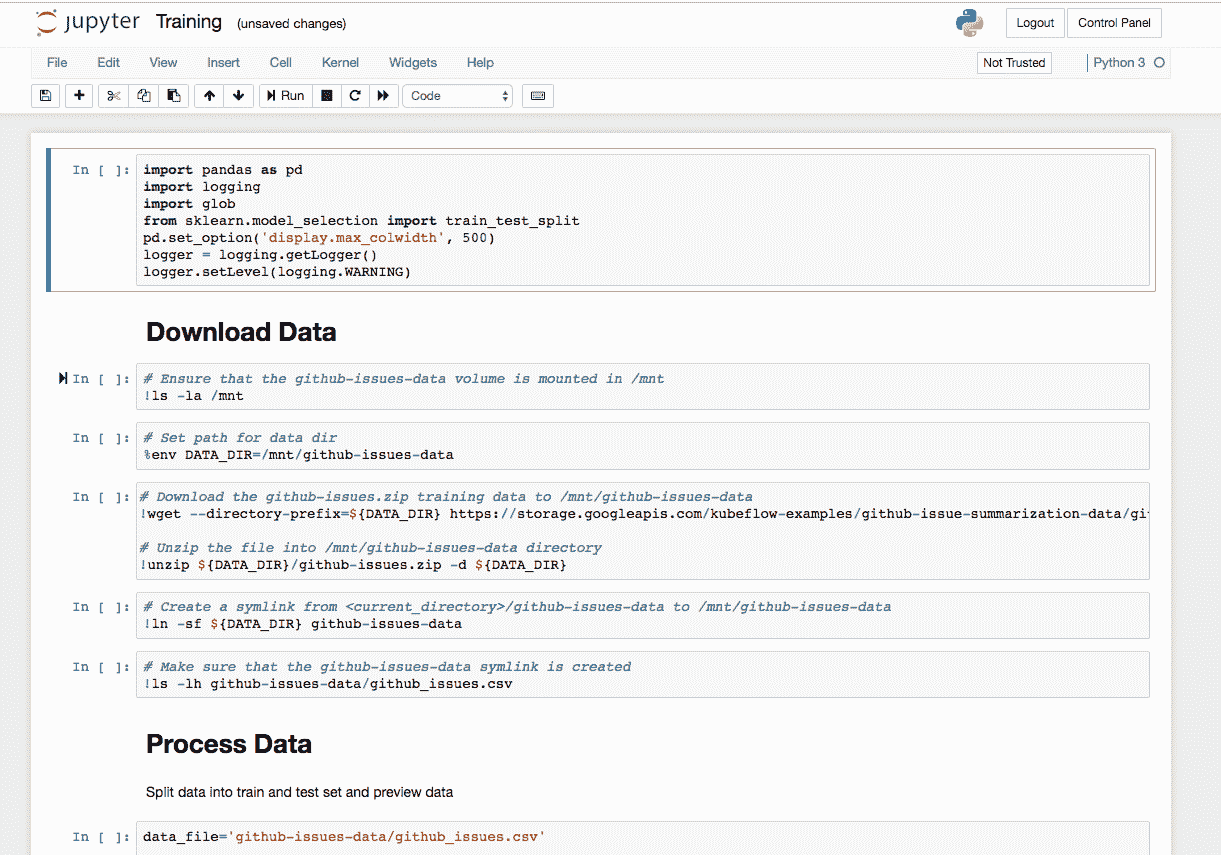 jupyter Training (unsaved changes)
Logout Control Panel
File Edit View Insert Cell Kernel Widgets Help
Not Trusted Python 3
Run Code
In [ ]: import pandas as pd
import logging
import glob
from sklearn.model_selection import train_test_split
pd.set_option('display.max_colwidth', 500)
logger = logging.getLogger()
logger.setLevel(logging.WARNING)
Download Data
In [ ]: # Ensure that the github-issues-data volume is mounted in /mnt
!ls -la /mnt
In [ ]: # Set path for data dir
%env DATA_DIR=/mnt/github-issues-data
In [ ]: # Download the github-issues.zip training data to /mnt/github-issues-data
!wget --directory-prefix=${DATA_DIR} https://storage.googleapis.com/kubeflow-examples/github-issue-summarization-data/gi
# Unzip the file into /mnt/github-issues-data directory
!unzip ${DATA_DIR}/github-issues.zip -d ${DATA_DIR}
In [ ]: # Create a symlink from <current_directory>/github-issues-data to /mnt/github-issues-data
!ln -sf ${DATA_DIR} github-issues-data
In [ ]: # Make sure that the github-issues-data symlink is created
!ls -lh github-issues-data/github_issues.csv
Process Data
Split data into train and test set and preview data
In [ ]: data_file='github-issues-data/github_issues.csv'